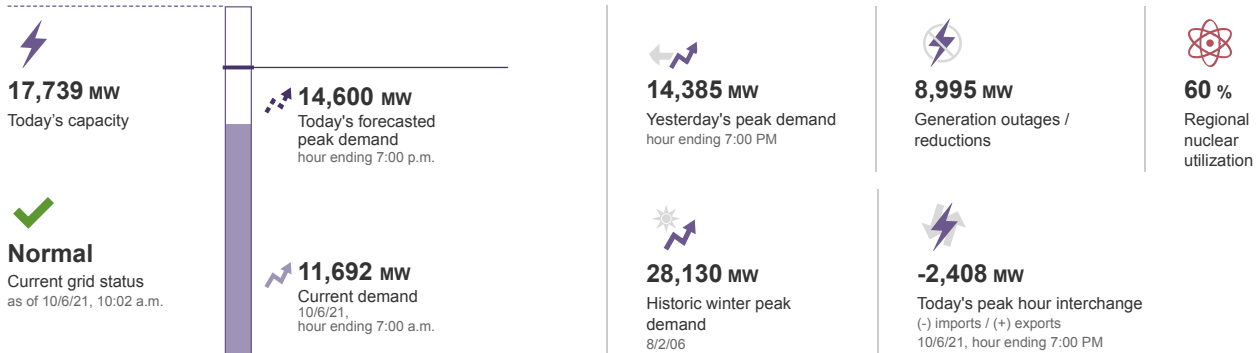 17,739 MW
Today's capacity
Normal
Current grid status
as of 10/6/21, 10:02 a.m.
14,600 MW
Today's forecasted
peak demand
hour ending 7:00 p.m.
11,692 MW
Current demand
10/6/21,
hour ending 7:00 a.m.
14,385 MW
Yesterday's peak demand
hour ending 7:00 PM
8,995 MW
Generation outages /
reductions
60 %
Regional
nuclear
utilization
28,130 MW
Historic winter peak
demand
8/2/06
-2,408 MW
Today's peak hour interchange
(-) imports / (+) exports
10/6/21, hour ending 7:00 PM